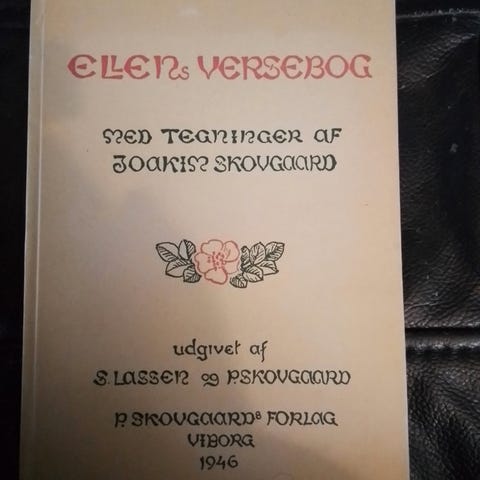 ELLENs VERSEBOG
MED TEGNINGER AF
JOAKIM SKOVGAARD
udgivet af
S. LASSEN og P. SKOVGAARD
P. SKOVGAARDs FORLAG
VIBORG
1946